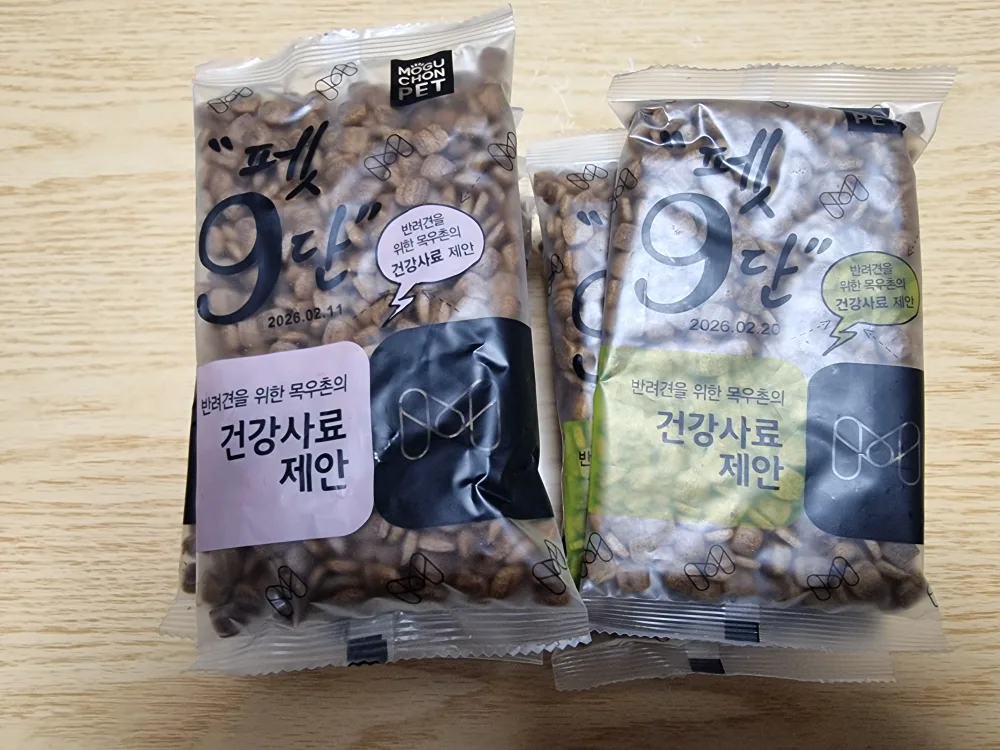 MOGU
CHON
PET
"펫
9단"
반려견을
위한 목우촌의
건강사료 제안
2026.02.11
반려견을 위한 목우촌의
건강사료
제안
PET
"펫
9단"
반려견을
위한 목우촌의
건강사료 제안
2026.02.20
반려견을 위한 목우촌의
건강사료
제안
"
9
반